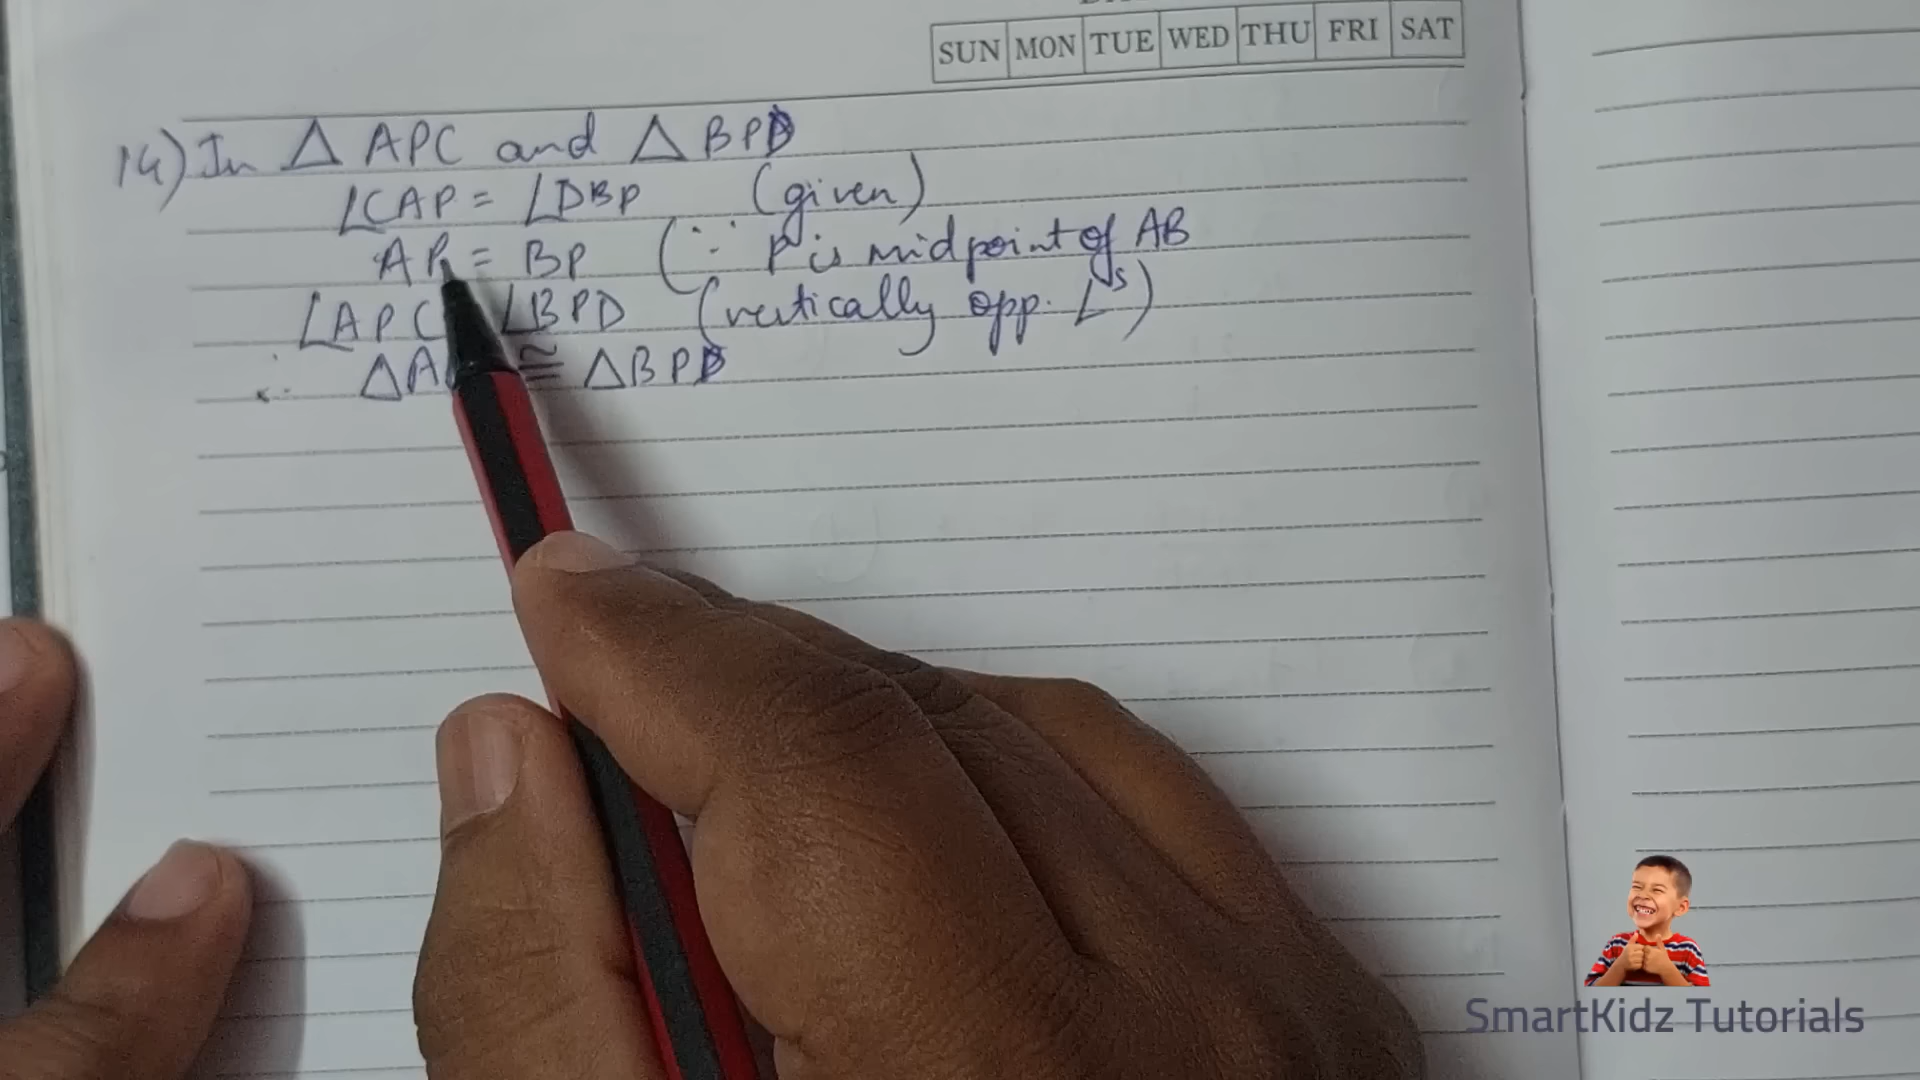 SUN MON TUE WED THU FRI SAT
14) In △ APC and △ BPD
∠CAP = ∠DBP (given)
AP = BP (∵ P is midpoint of AB
∠APC ∠BPD (vertically opp. ∠s)
∴ △A ≅ △BPD
SmartKidz Tutorials